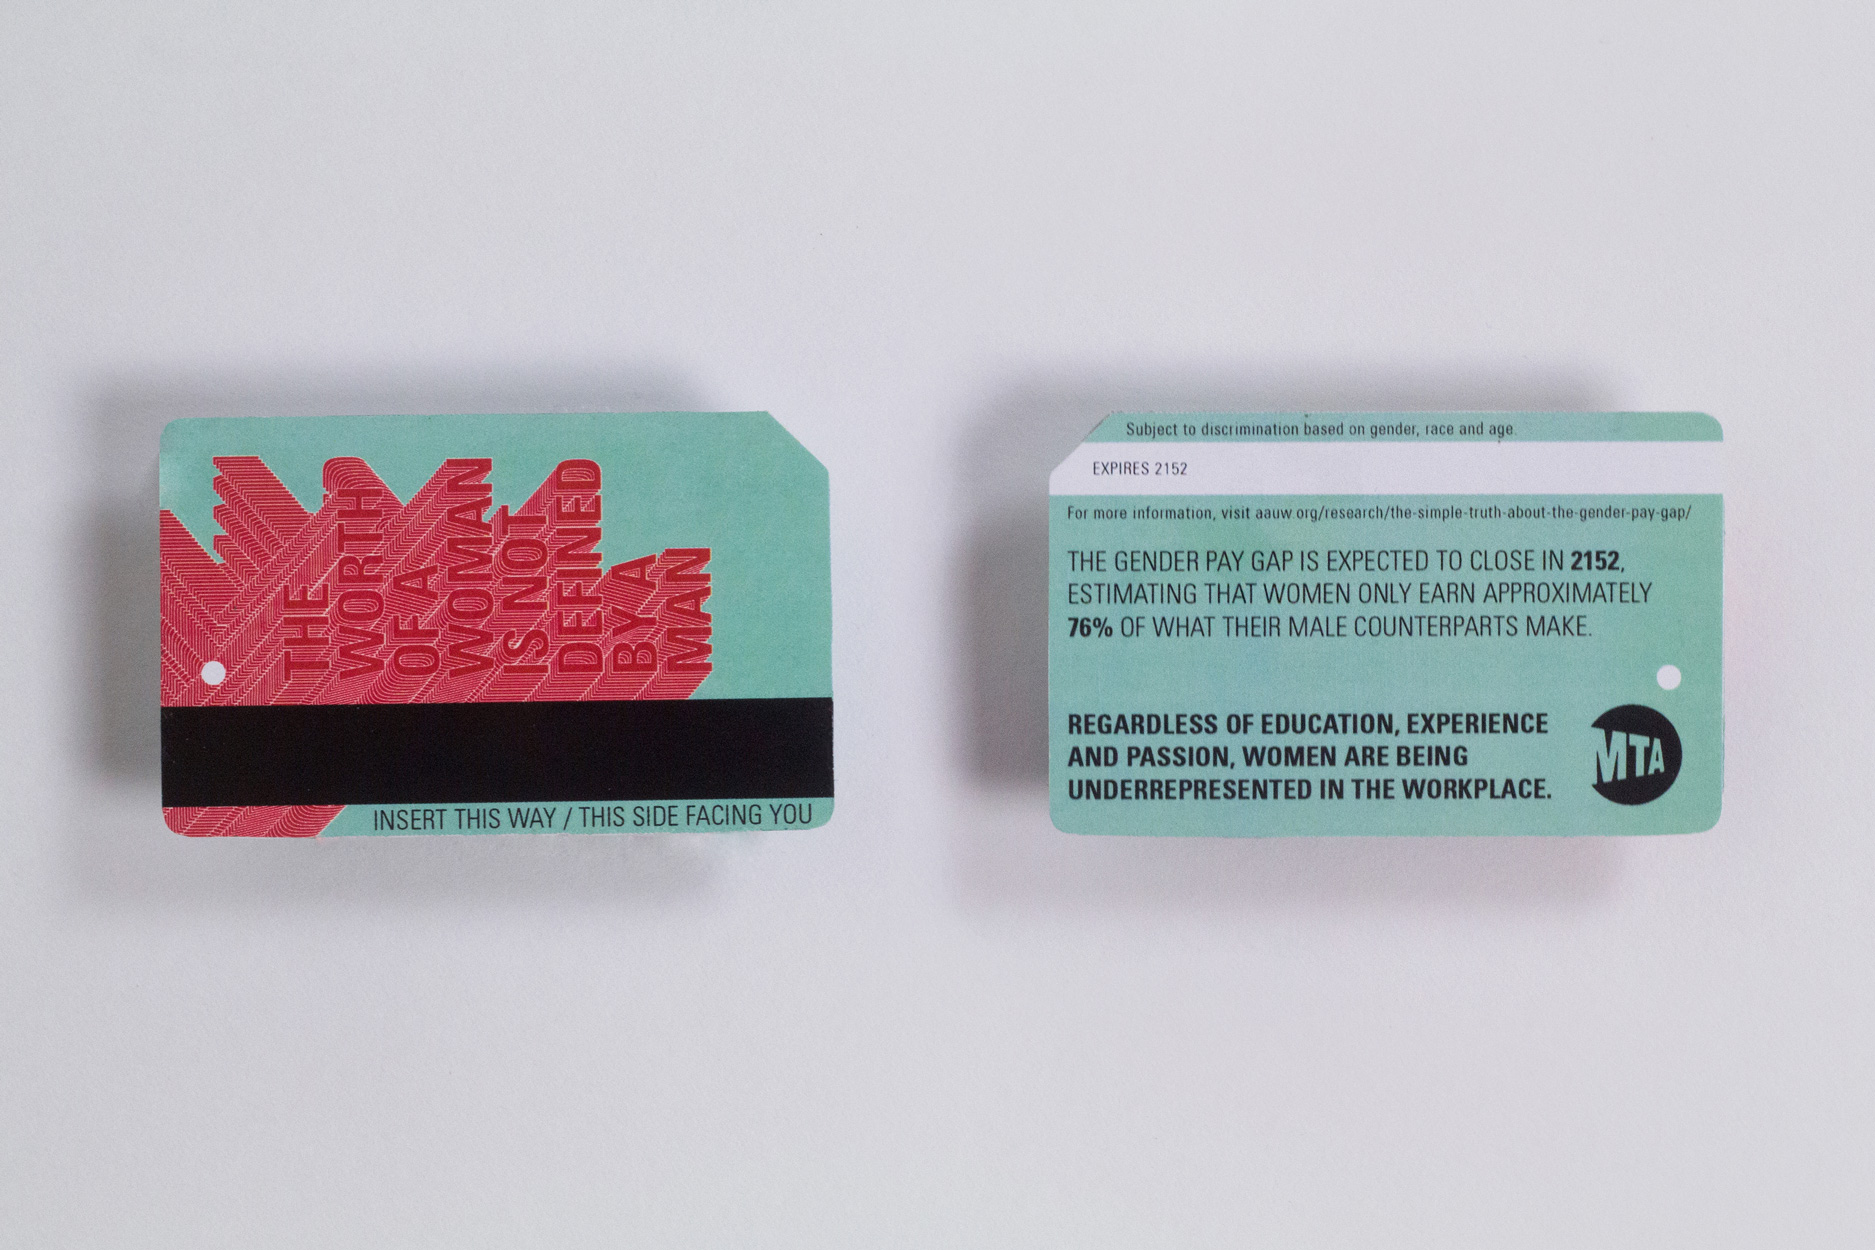 THE
WORTH
OF A
WOMAN
IS NOT
DEFINED
BY A
MAN
INSERT THIS WAY / THIS SIDE FACING YOU
Subject to discrimination based on gender, race and age.
EXPIRES 2152
For more information, visit aauw.org/research/the-simple-truth-about-the-gender-pay-gap/
THE GENDER PAY GAP IS EXPECTED TO CLOSE IN 2152,
ESTIMATING THAT WOMEN ONLY EARN APPROXIMATELY
76% OF WHAT THEIR MALE COUNTERPARTS MAKE.
REGARDLESS OF EDUCATION, EXPERIENCE
AND PASSION, WOMEN ARE BEING
UNDERREPRESENTED IN THE WORKPLACE.
MTA